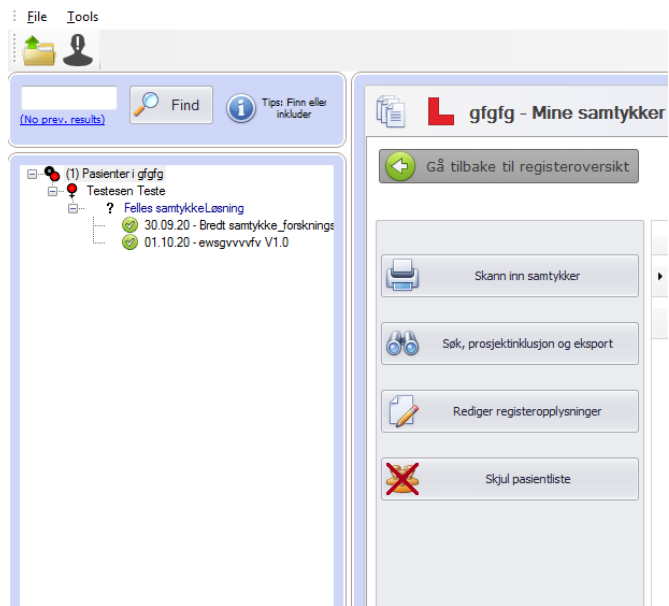 File Tools
Find
(No prev. results)
Tips: Finn eller
inkluder
(1) Pasienter i gfgfg
Testesen Teste
? Felles samtykkeLøsning
30.09.20 - Bredt samtykke_forsknings
01.10.20 - ewsgvvvvfv V1.0
L gfgfg - Mine samtykker
Gå tilbake til registeroversikt
Skann inn samtykker
Søk, prosjektinklusjon og eksport
Rediger registeropplysninger
Skjul pasientliste